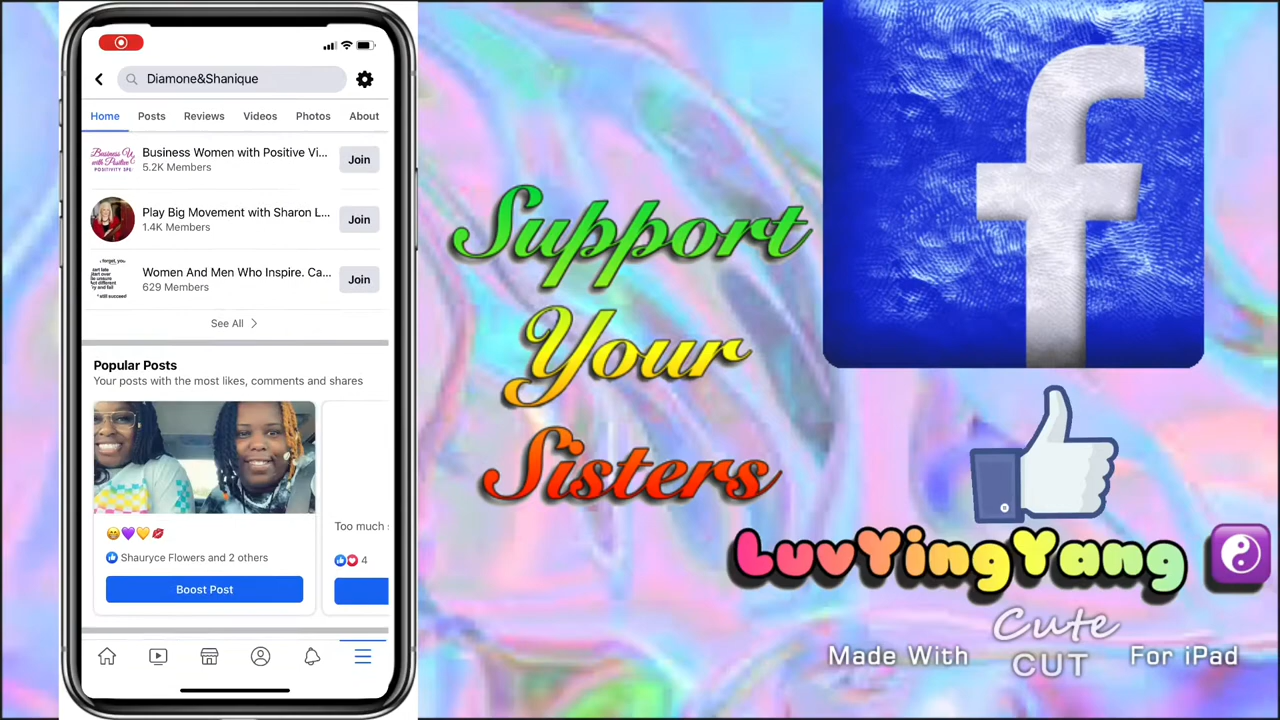 Diamone&Shanique
Home Posts Reviews Videos Photos About
Business Women with Positive Vi...
5.2K Members
Join
Play Big Movement with Sharon L...
1.4K Members
Join
Women And Men Who Inspire. Ca...
629 Members
Join
See All
Popular Posts
Your posts with the most likes, comments and shares
Shauryce Flowers and 2 others
Boost Post
Too much
4
Support
Your
Sisters
f
LuvYingYang
Made With Cute CUT For iPad